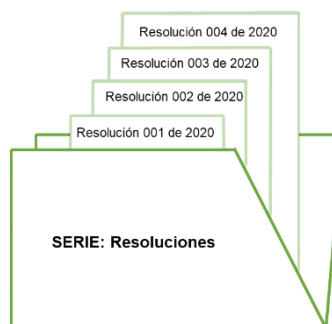 Resolución 004 de 2020
Resolución 003 de 2020
Resolución 002 de 2020
Resolución 001 de 2020
SERIE: Resoluciones